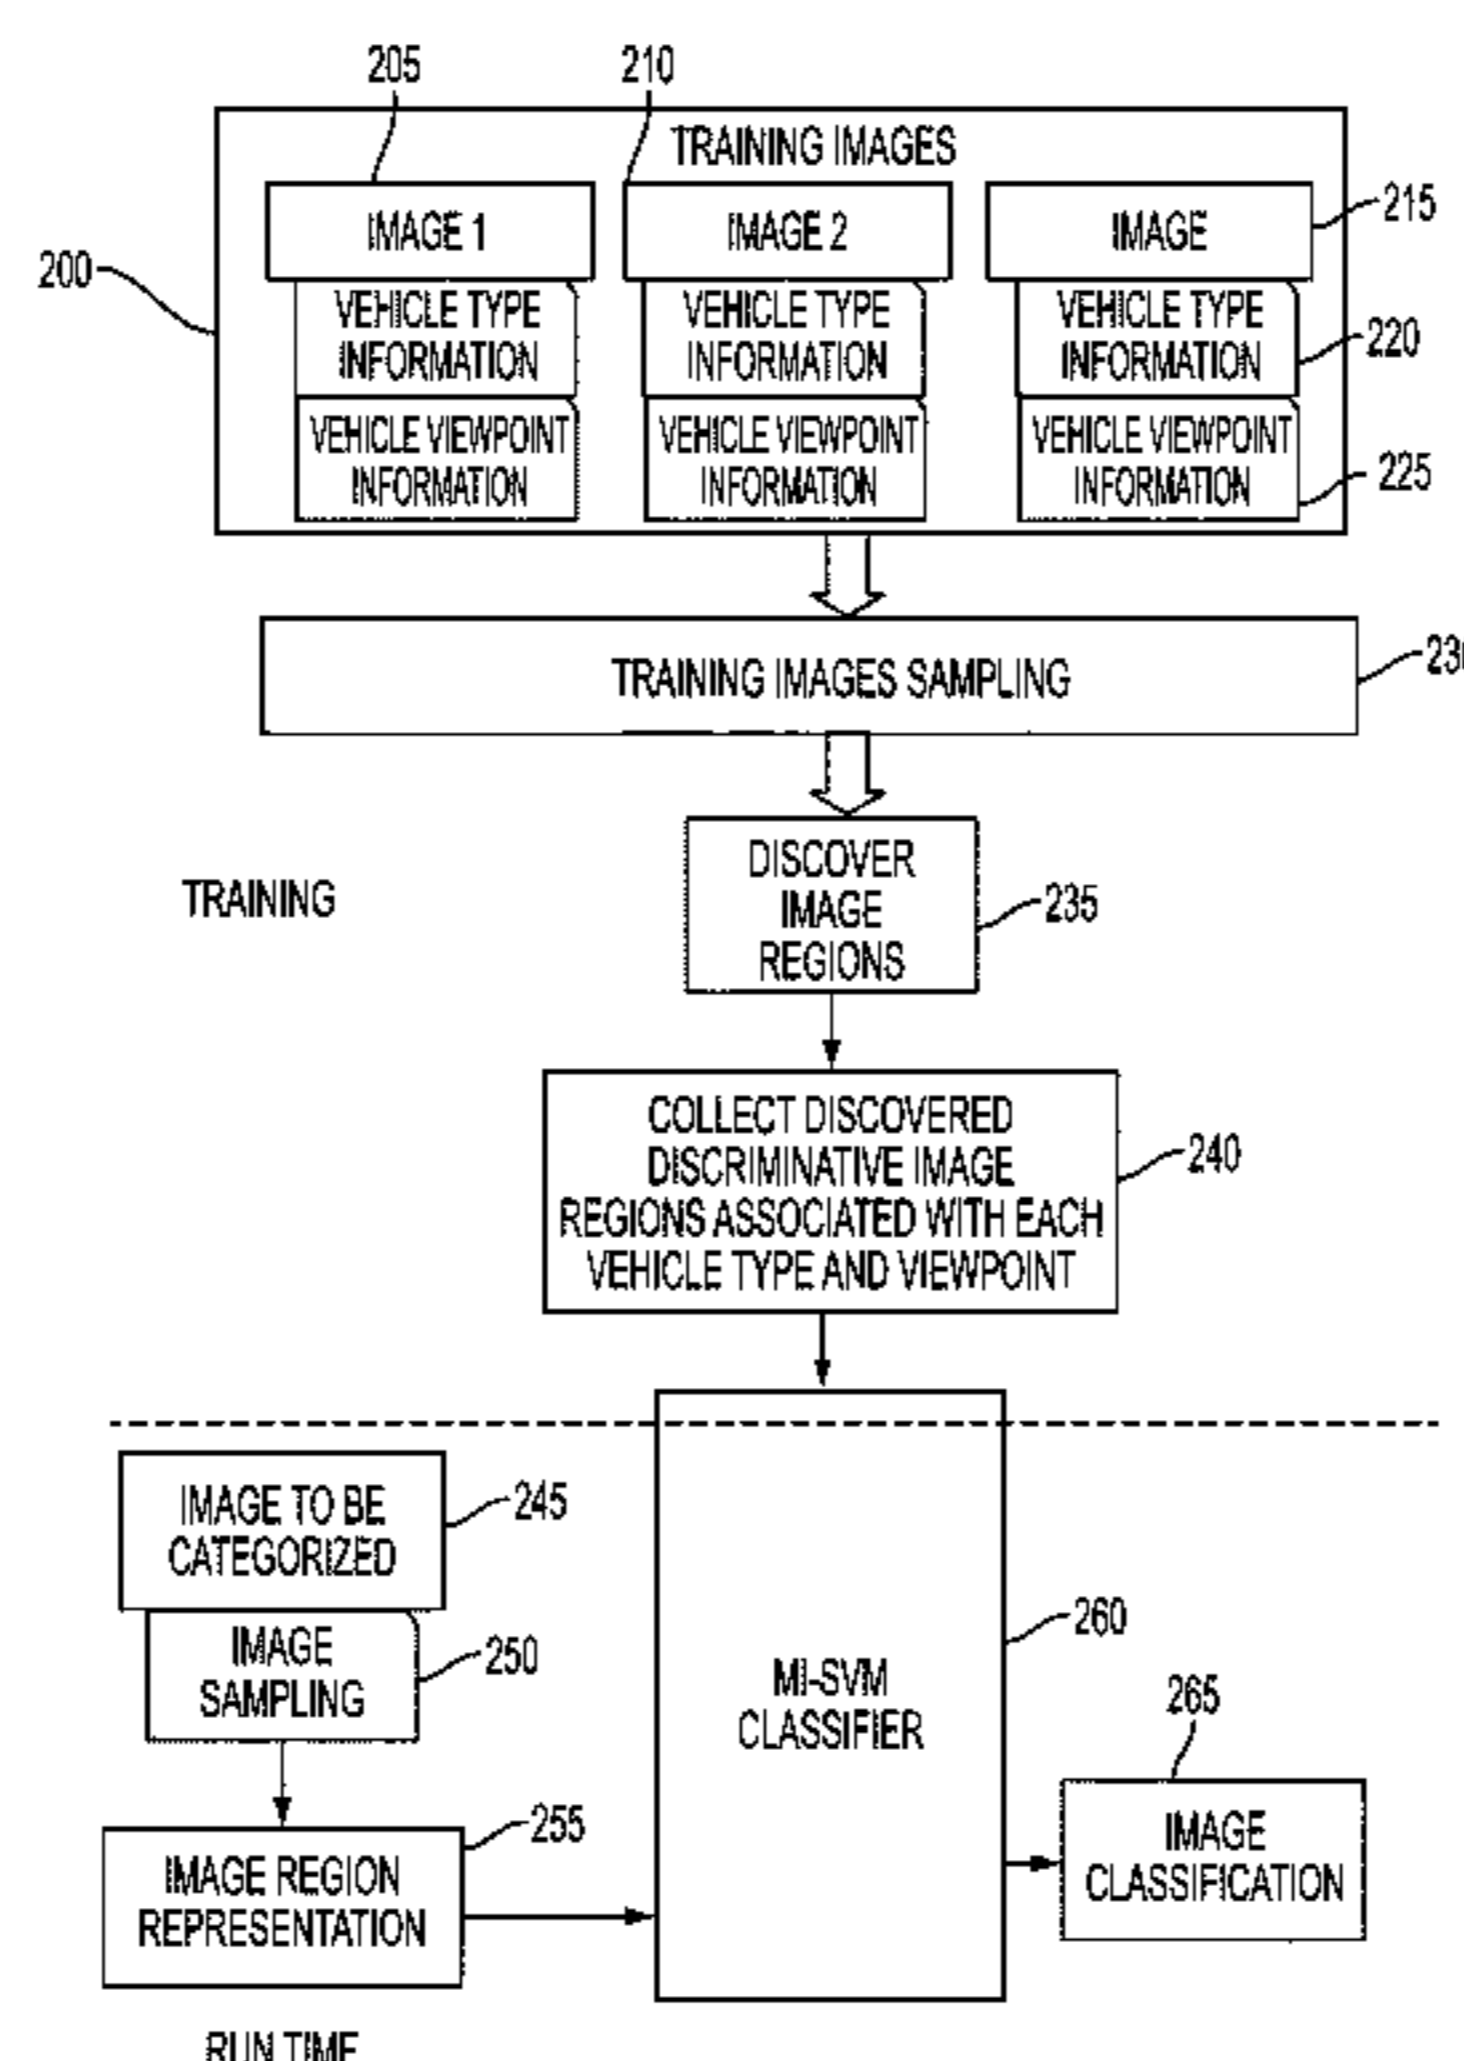 205
210
TRAINING IMAGES
IMAGE 1
IMAGE 2
IMAGE
215
200
VEHICLE TYPE
INFORMATION
VEHICLE TYPE
INFORMATION
VEHICLE TYPE
INFORMATION
220
VEHICLE VIEWPOINT
INFORMATION
VEHICLE VIEWPOINT
INFORMATION
VEHICLE VIEWPOINT
INFORMATION
225
TRAINING IMAGES SAMPLING
TRAINING
DISCOVER
IMAGE
REGIONS
235
COLLECT DISCOVERED
DISCRIMINATIVE IMAGE
REGIONS ASSOCIATED WITH EACH
VEHICLE TYPE AND VIEWPOINT
240
IMAGE TO BE
CATEGORIZED
245
IMAGE
SAMPLING
250
MI-SVM
CLASSIFIER
260
265
IMAGE REGION
REPRESENTATION
255
IMAGE
CLASSIFICATION
RUN TIME